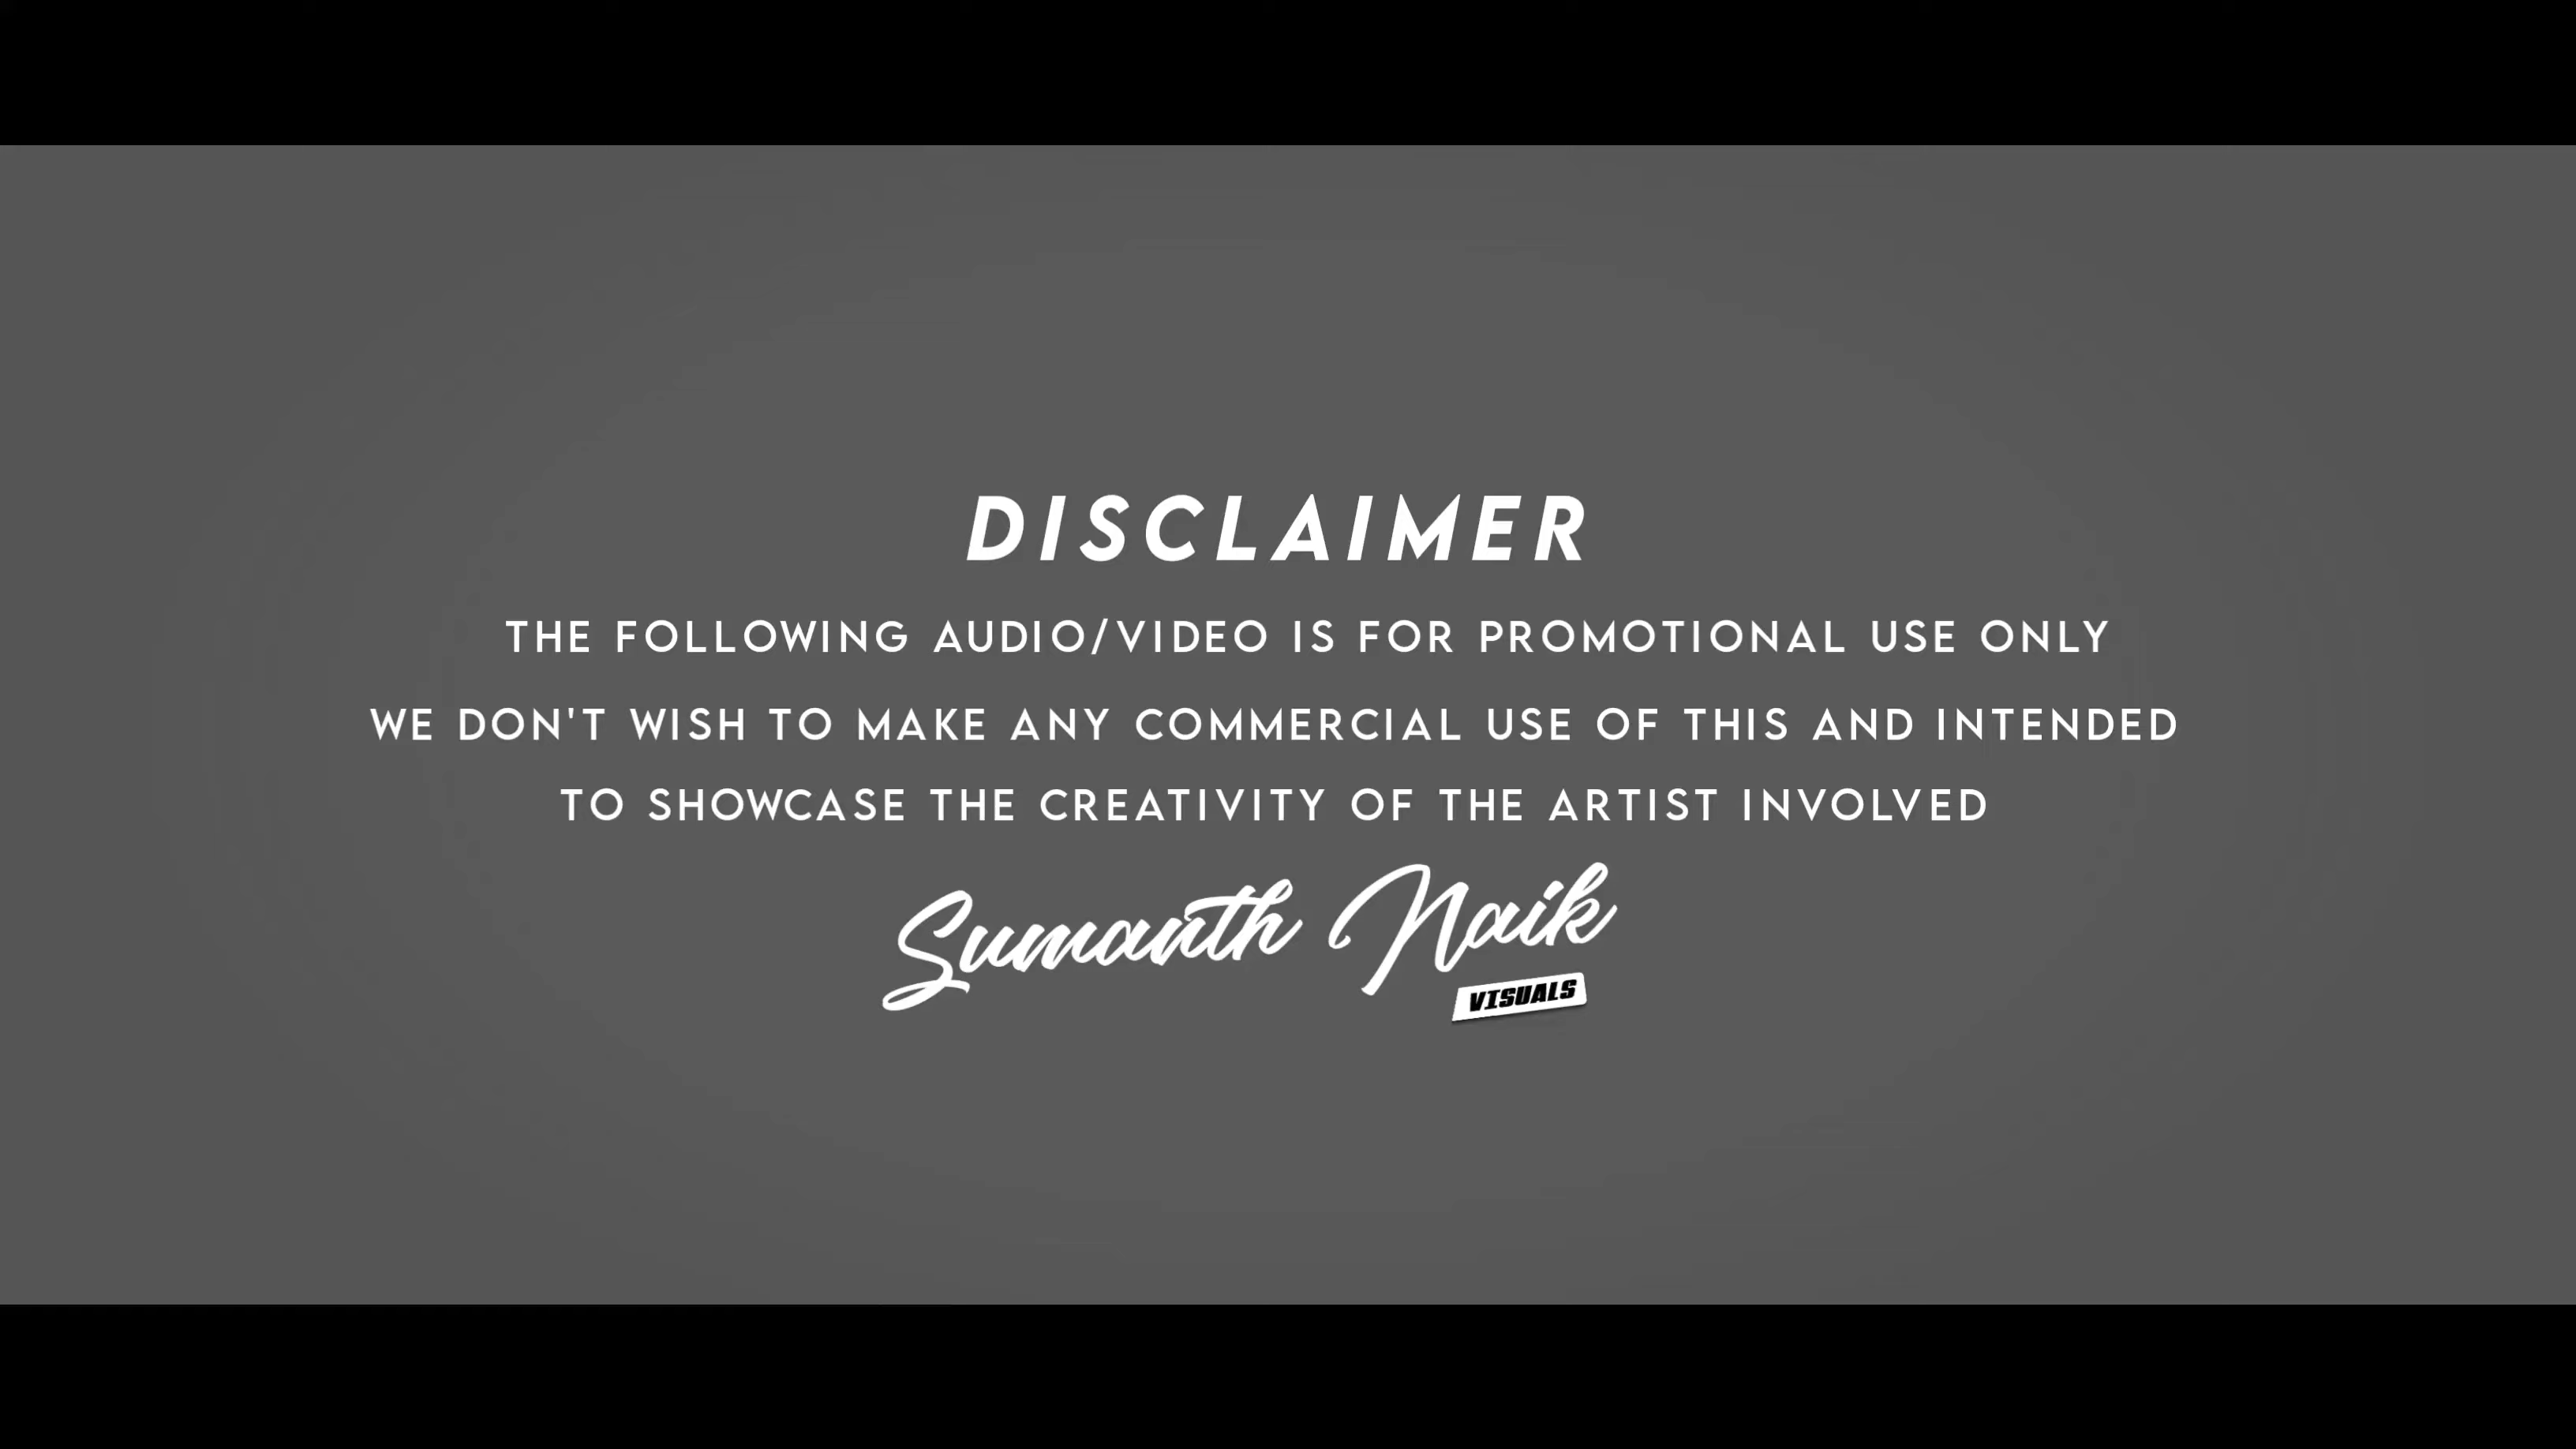 DISCLAIMER
THE FOLLOWING AUDIO/VIDEO IS FOR PROMOTIONAL USE ONLY
WE DON'T WISH TO MAKE ANY COMMERCIAL USE OF THIS AND INTENDED
TO SHOWCASE THE CREATIVITY OF THE ARTIST INVOLVED
Sumanth Naik
VISUALS